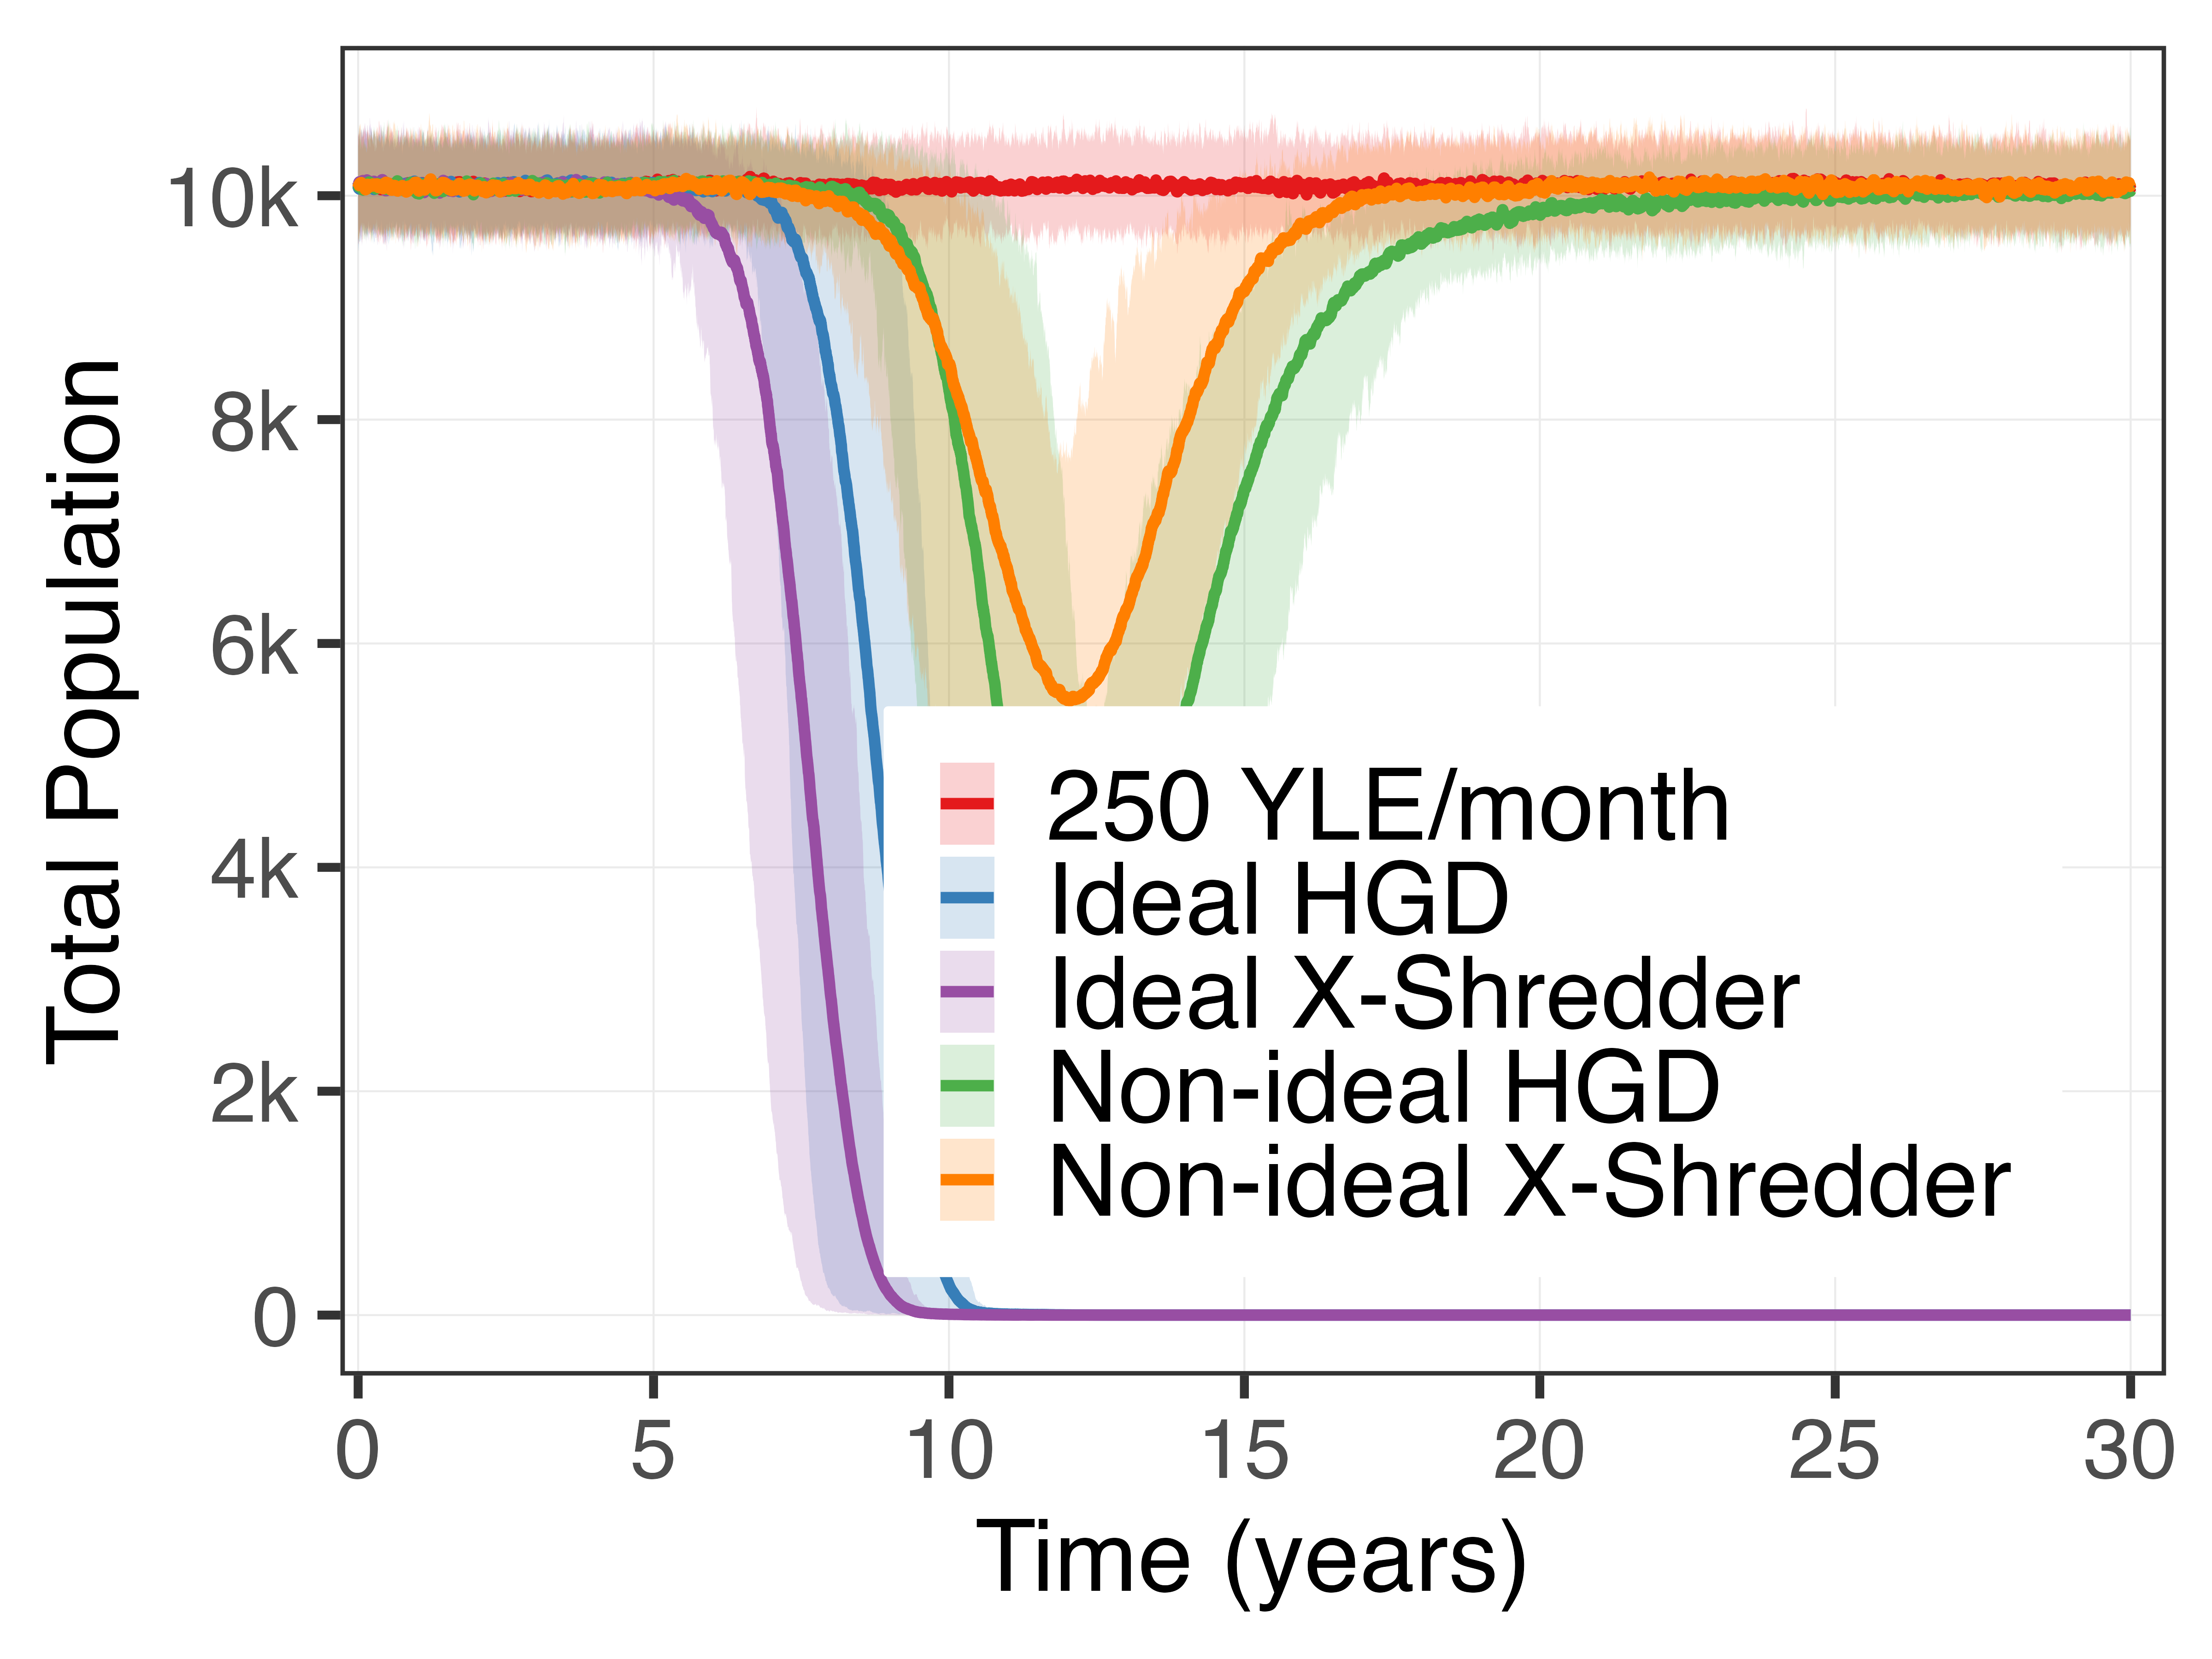 Total Population
10k
8k
6k
4k
2k
0
250 YLE/month
Ideal HGD
Ideal X-Shredder
Non-ideal HGD
Non-ideal X-Shredder
0 5 10 15 20 25 30
Time (years)